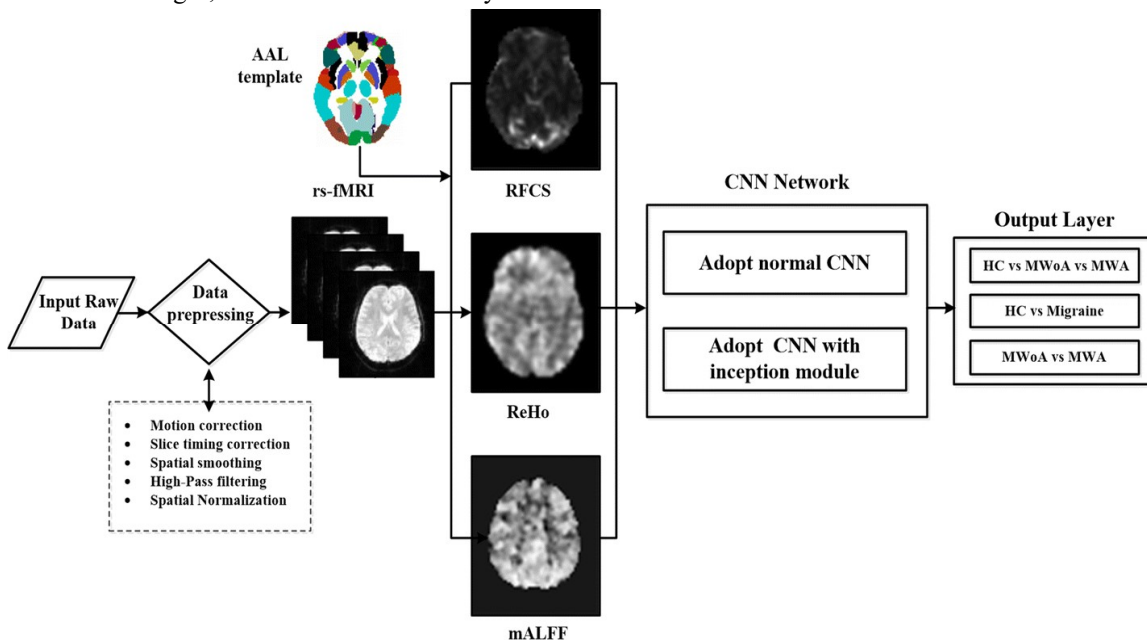 AAL
template
rs-fMRI
Input Raw
Data
Data
prepressing
• Motion correction
• Slice timing correction
• Spatial smoothing
• High-Pass filtering
• Spatial Normalization
RFCS
ReHo
mALFF
CNN Network
Adopt normal CNN
Adopt CNN with
inception module
Output Layer
HC vs MWoA vs MWA
HC vs Migraine
MWoA vs MWA